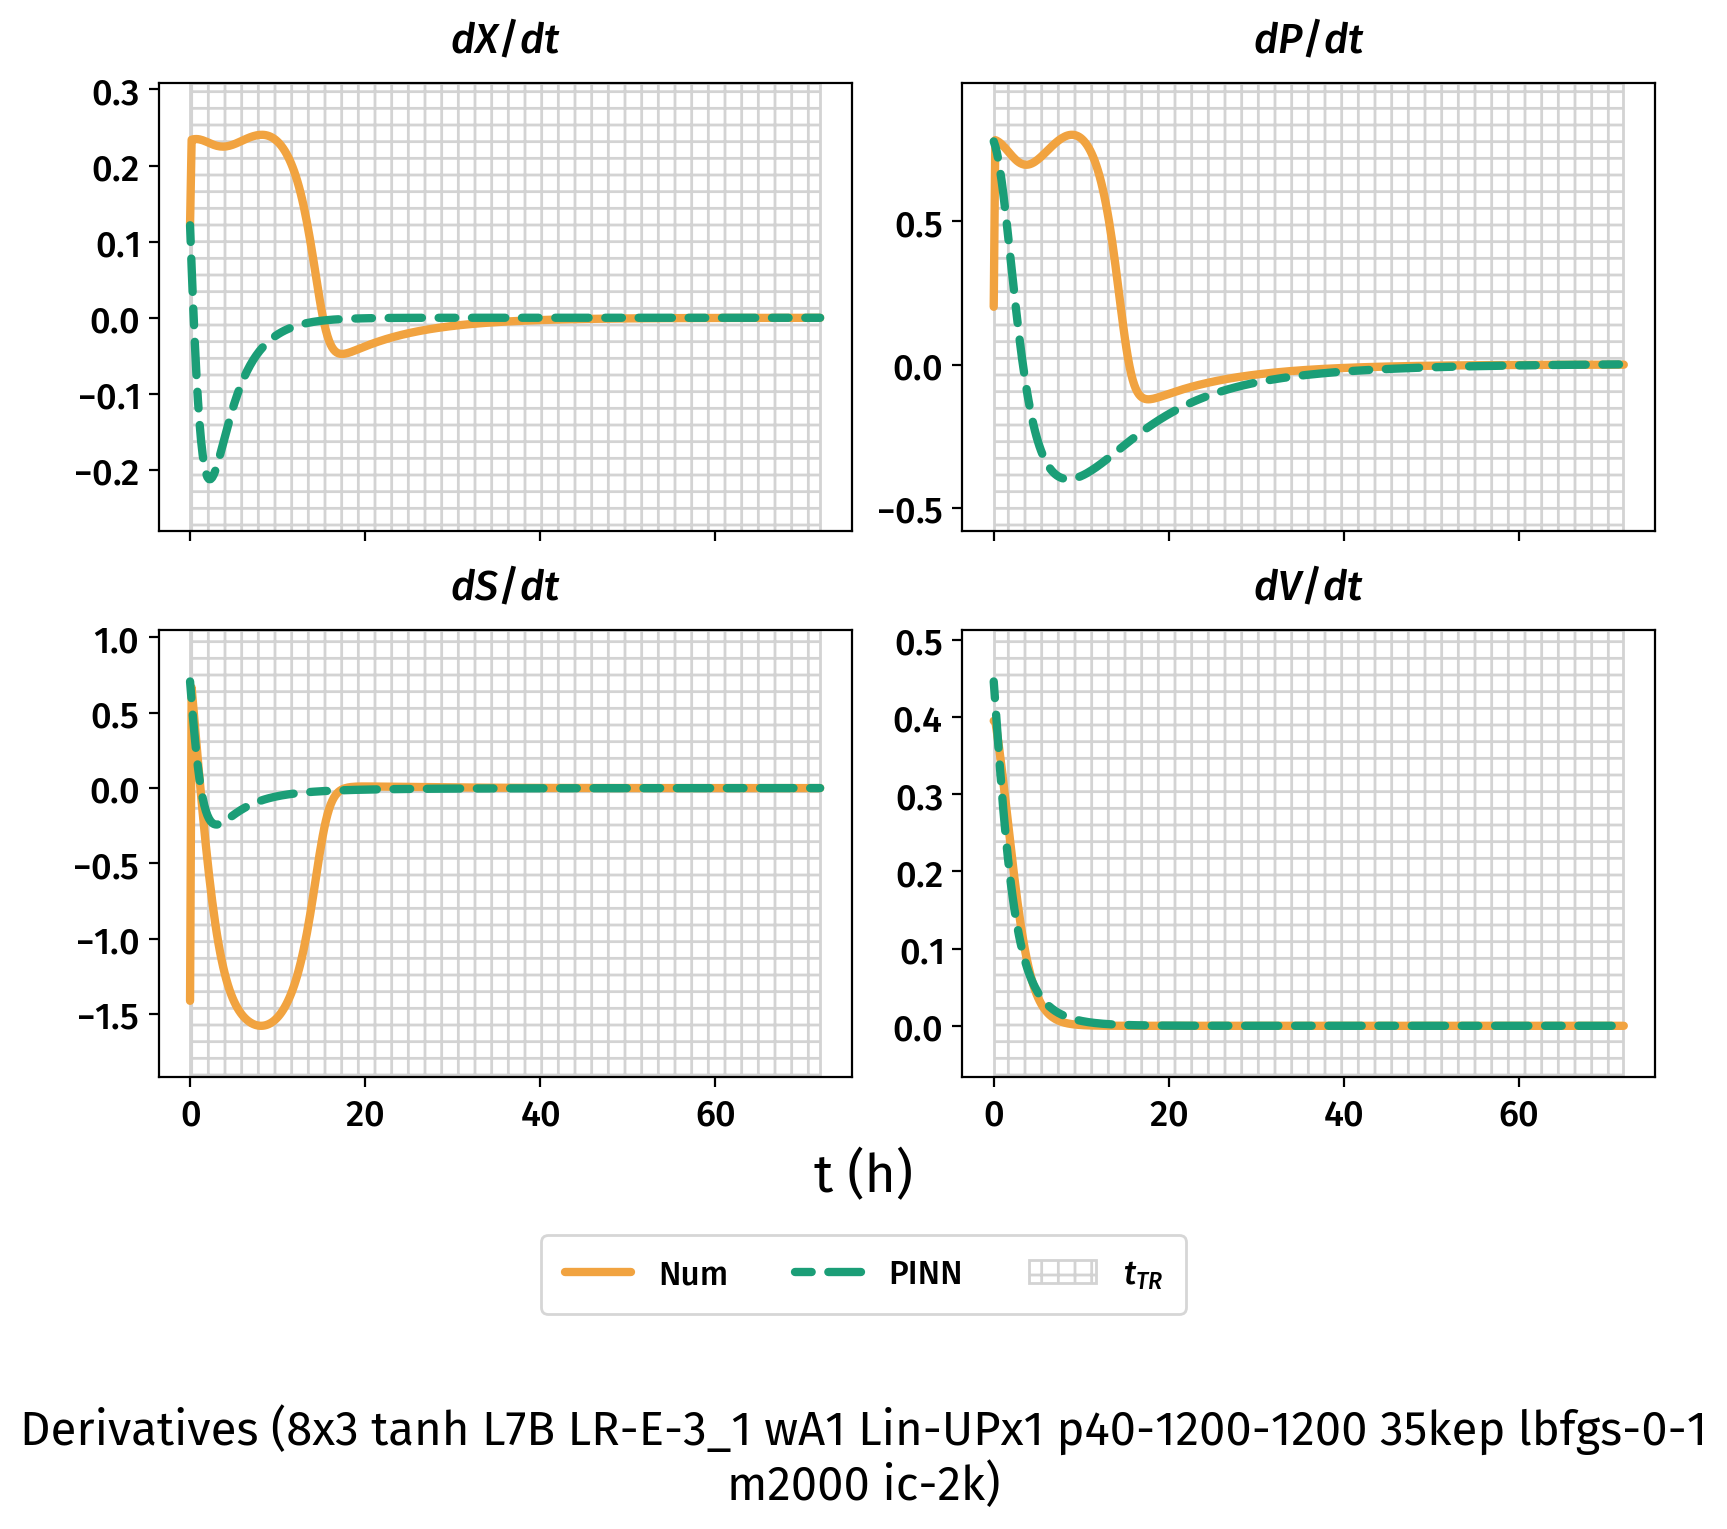 dX/dt
dP/dt
0.3
0.2
0.1
0.0
−0.1
−0.2
0.5
0.0
−0.5
dS/dt
dV/dt
1.0
0.5
0.0
−0.5
−1.0
−1.5
0.5
0.4
0.3
0.2
0.1
0.0
0 20 40 60
0 20 40 60
t (h)
Num PINN tTR
Derivatives (8x3 tanh L7B LR-E-3_1 wA1 Lin-UPx1 p40-1200-1200 35kep lbfgs-0-1
m2000 ic-2k)